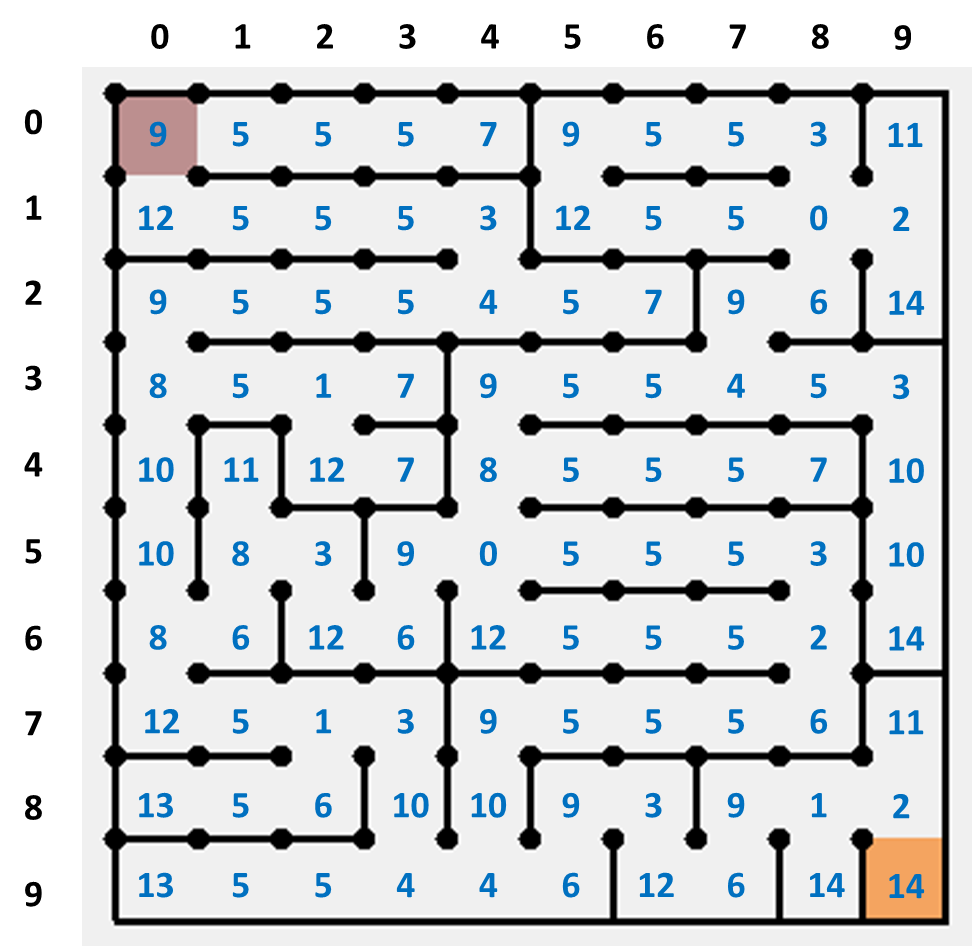 0 1 2 3 4 5 6 7 8 9
0 9 5 5 5 7 9 5 5 3 11
1 12 5 5 5 3 12 5 5 0 2
2 9 5 5 5 4 5 7 9 6 14
3 8 5 1 7 9 5 5 4 5 3
4 10 11 12 7 8 5 5 5 7 10
5 10 8 3 9 0 5 5 5 3 10
6 8 6 12 6 12 5 5 5 2 14
7 12 5 1 3 9 5 5 5 6 11
8 13 5 6 10 10 9 3 9 1 2
9 13 5 5 4 4 6 12 6 14 14